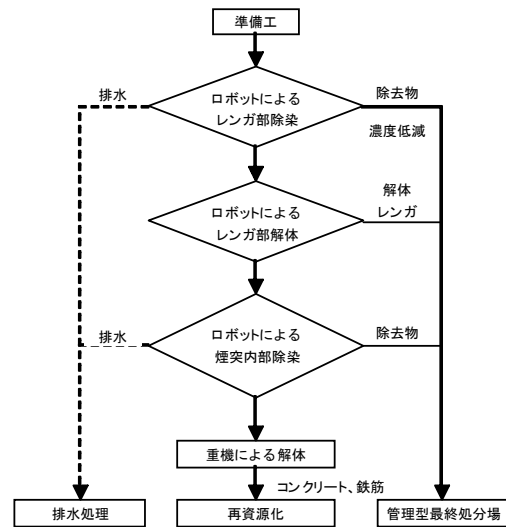 準備工
排水
ロボットによる
レンガ部除染
除去物
濃度低減
ロボットによる
レンガ部解体
解体
レンガ
排水
ロボットによる
煙突内部除染
除去物
重機による解体
コンクリート、鉄筋
排水処理
再資源化
管理型最終処分場